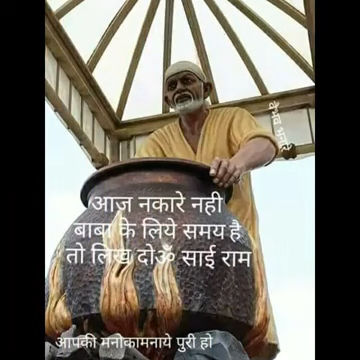 आज नकारे नही
बाबा के लिये समय है
तो लिख दोॐ साई राम
आपकी मनोकामनाये पुरी हो